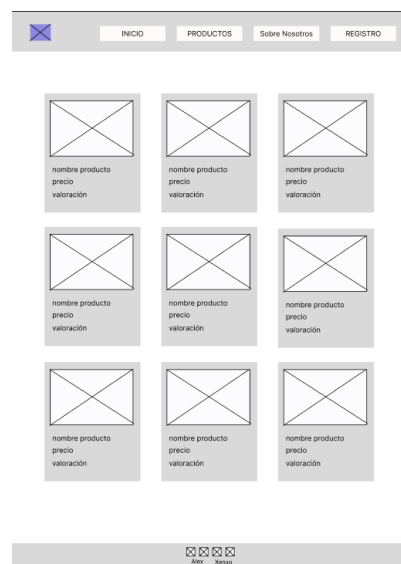 INICIO PRODUCTOS Sobre Nosotros REGISTRO
nombre producto nombre producto nombre producto
precio precio precio
valoración valoración valoración
nombre producto nombre producto nombre producto
precio precio precio
valoración valoración valoración
nombre producto nombre producto nombre producto
precio precio precio
valoración valoración valoración
Alex Xenso